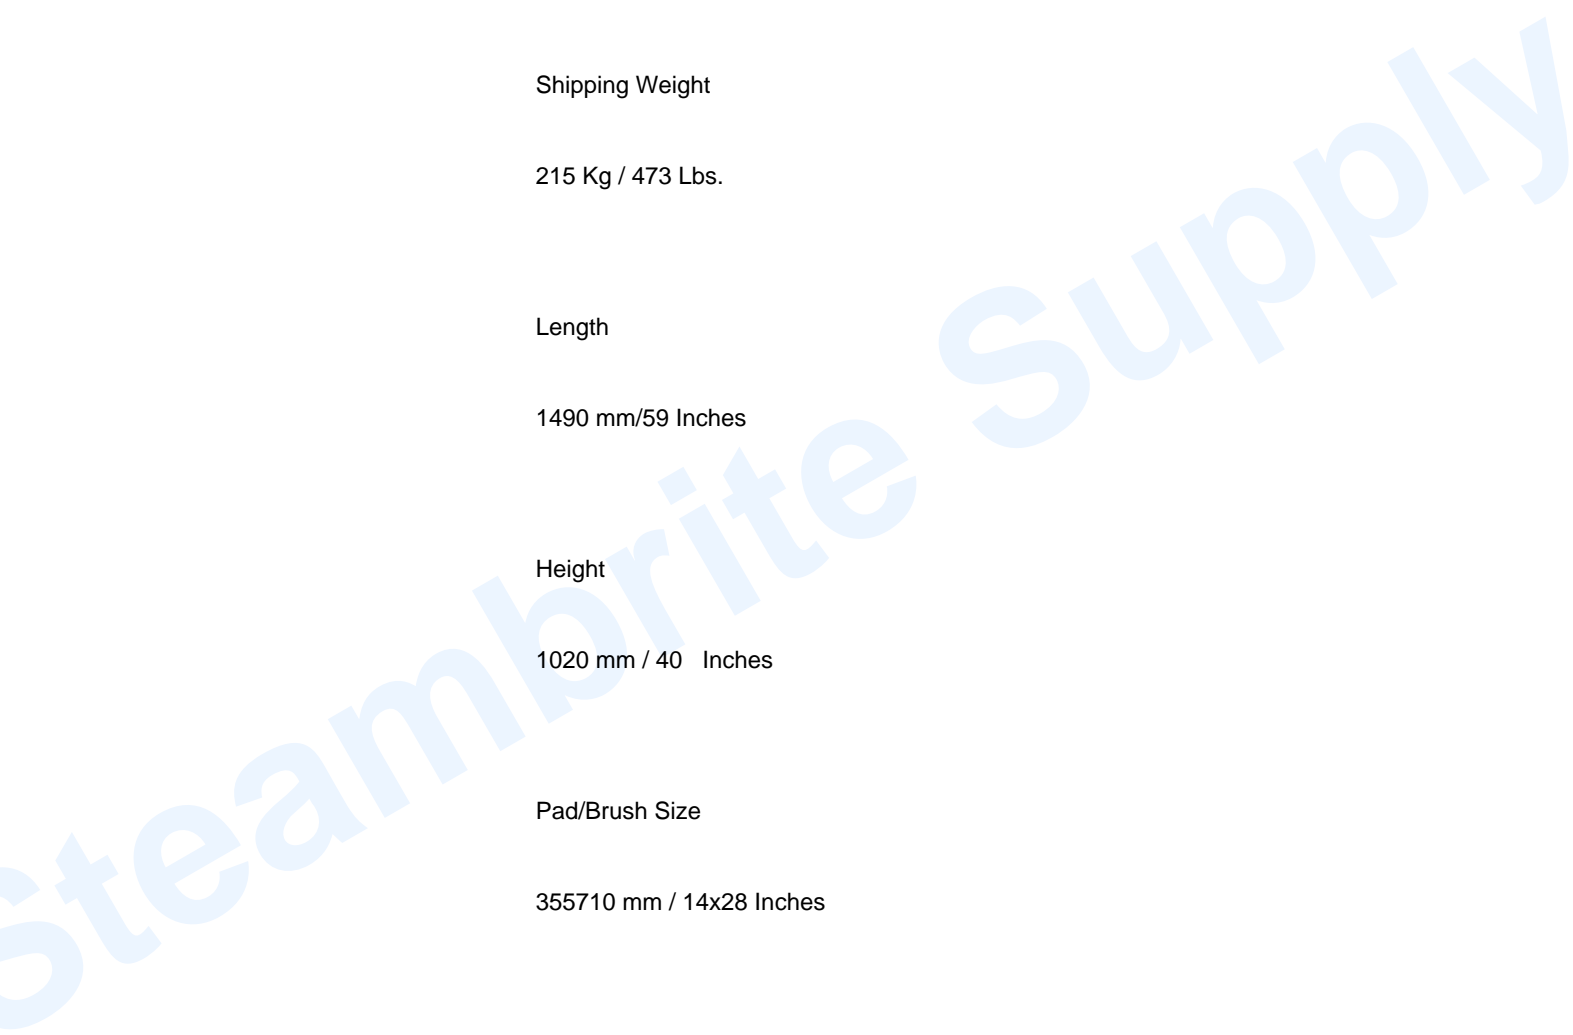 Shipping Weight
215 Kg / 473 Lbs.
Length
1490 mm/59 Inches
Height
1020 mm / 40   Inches
Pad/Brush Size
355710 mm / 14x28 Inches
Steambrite Supply